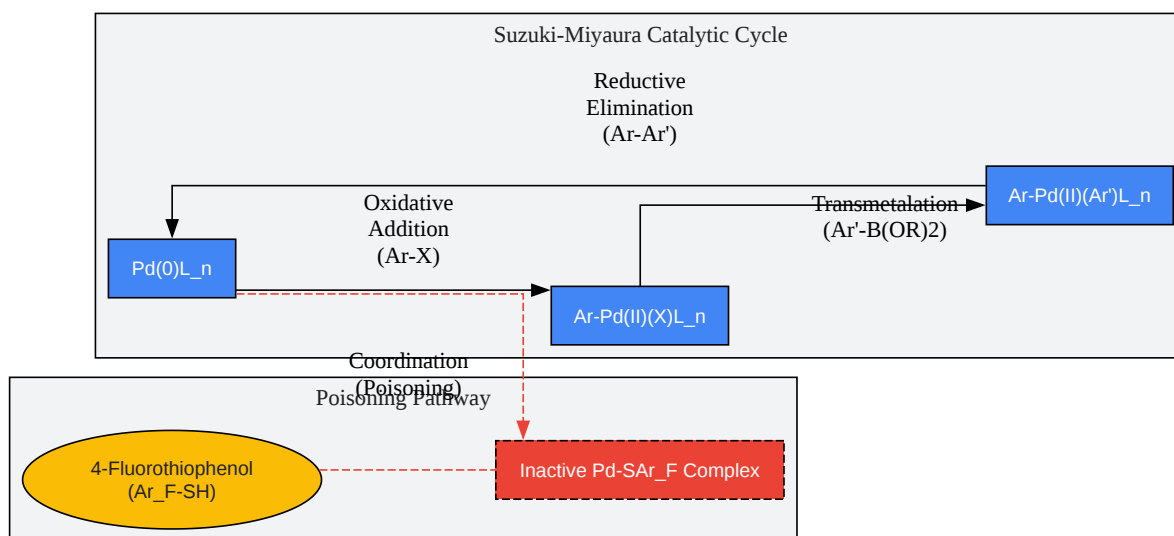 Suzuki-Miyaura Catalytic Cycle
Reductive
Elimination
(Ar-Ar')
Ar-Pd(II)(Ar')L_n
Oxidative
Addition
(Ar-X)
Transmetalation
(Ar'-B(OR)2)
Pd(0)L_n
Ar-Pd(II)(X)L_n
Coordination
(Poisoning)
Poisoning Pathway
4-Fluorothiophenol
(Ar_F-SH)
Inactive Pd-SAr_F Complex